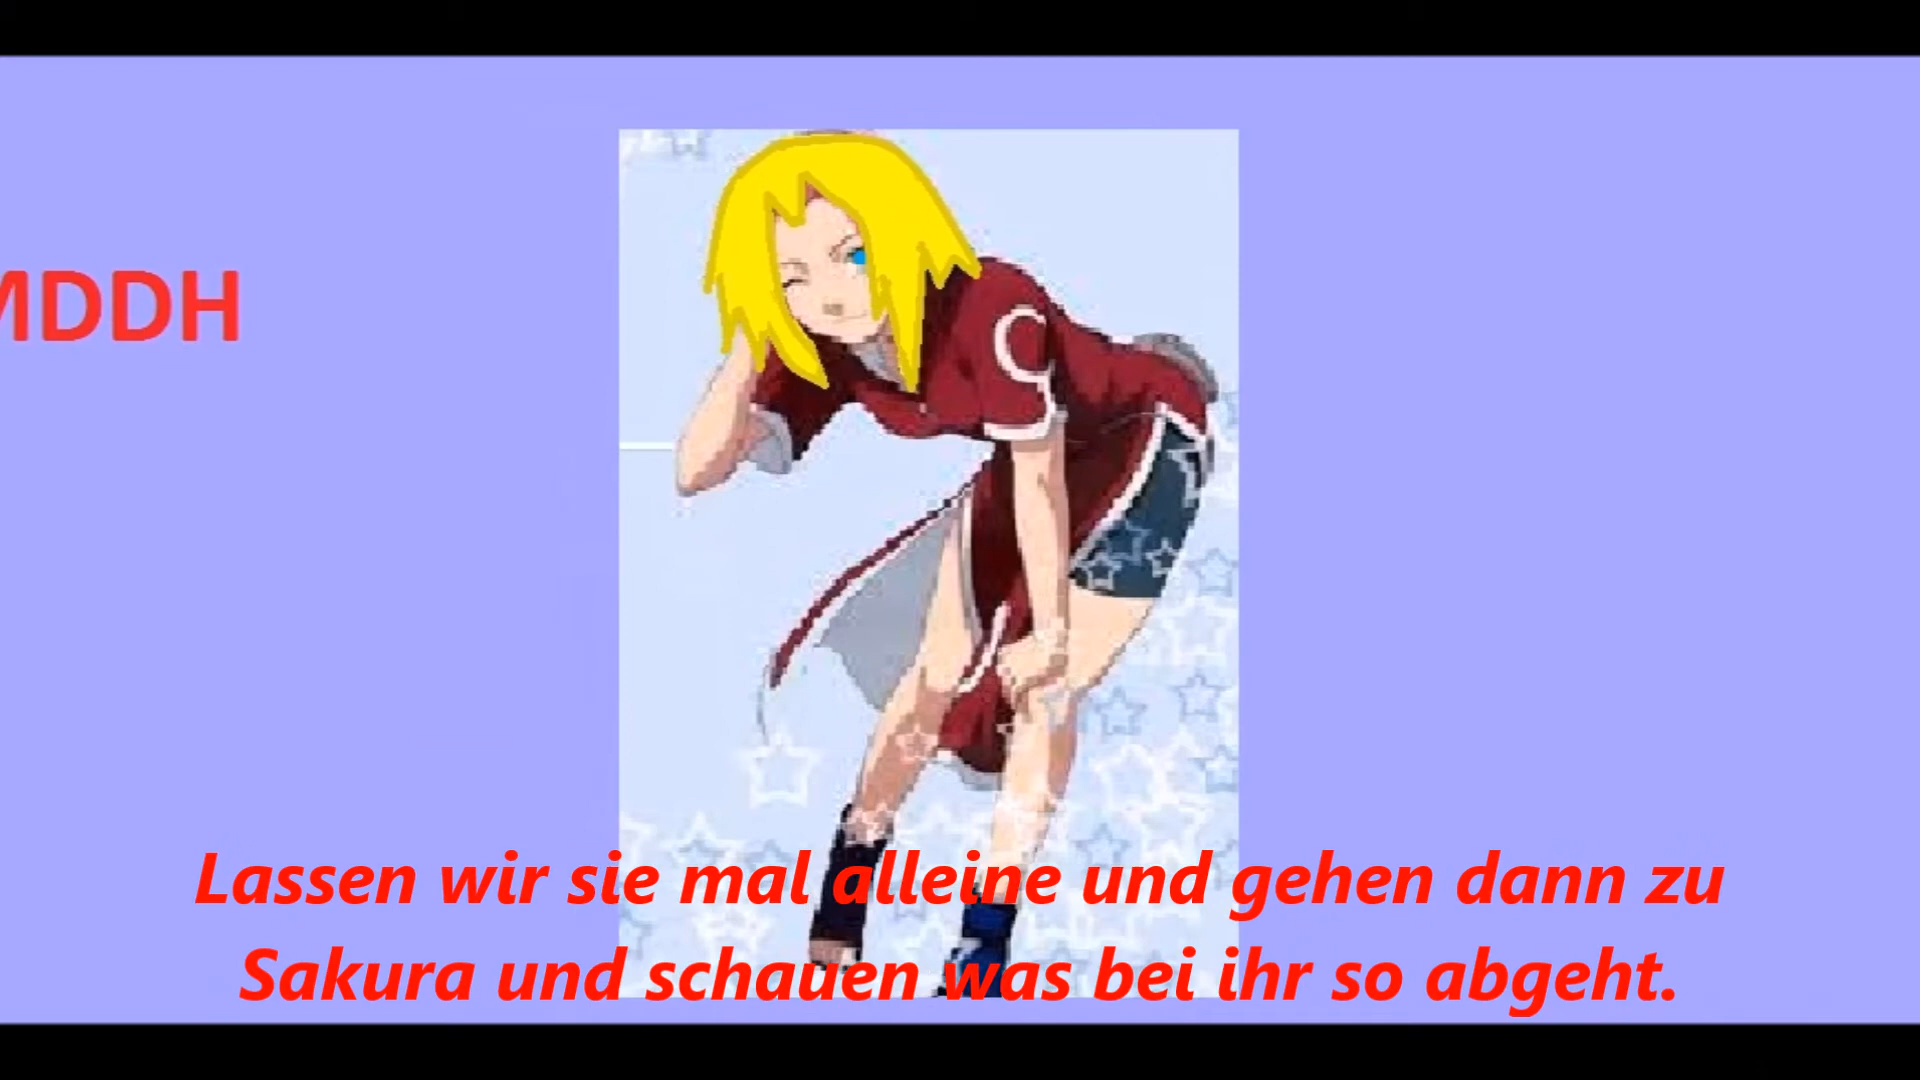 MDDH
Lassen wir sie mal alleine und gehen dann zu
Sakura und schauen was bei ihr so abgeht.